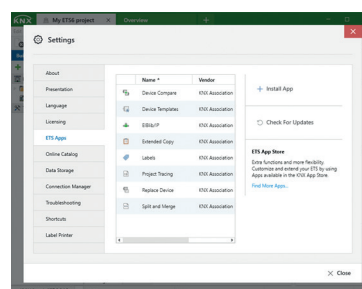 KNX
My ETS6 project
Overview
Settings
About
Presentation
Language
Licensing
ETS Apps
Online Catalog
Data Storage
Connection Manager
Troubleshooting
Shortcuts
Label Printer
Name Vendor
Device Compare KNX Association
Device Templates KNX Association
EIBlib/IP KNX Association
Extended Copy KNX Association
Labels KNX Association
Project Tracing KNX Association
Replace Device KNX Association
Split and Merge KNX Association
Install App
Check For Updates
ETS App Store
Extra functions and more flexibility.
Customize and extend your ETS by using
Apps available in the KNX App Store.
Find More Apps...
Close